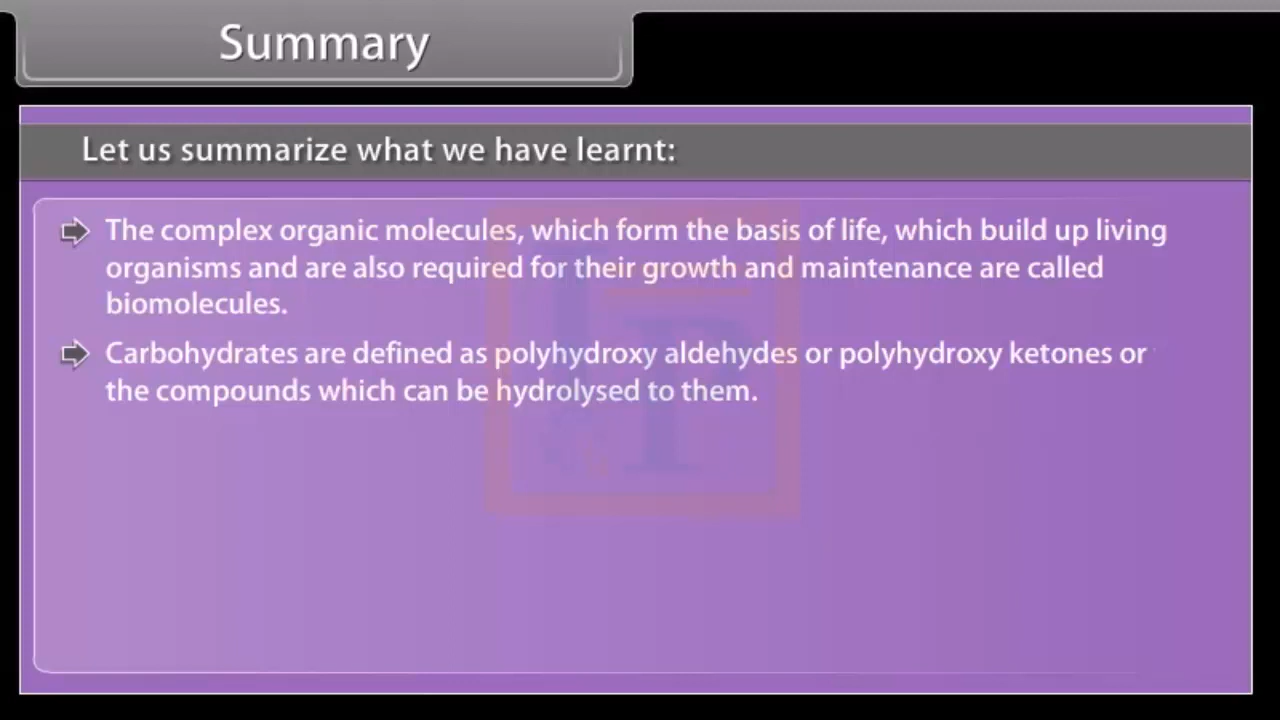 Summary
Let us summarize what we have learnt:
The complex organic molecules, which form the basis of life, which build up living
organisms and are also required for their growth and maintenance are called
biomolecules.
Carbohydrates are defined as polyhydroxy aldehydes or polyhydroxy ketones or
the compounds which can be hydrolysed to them.